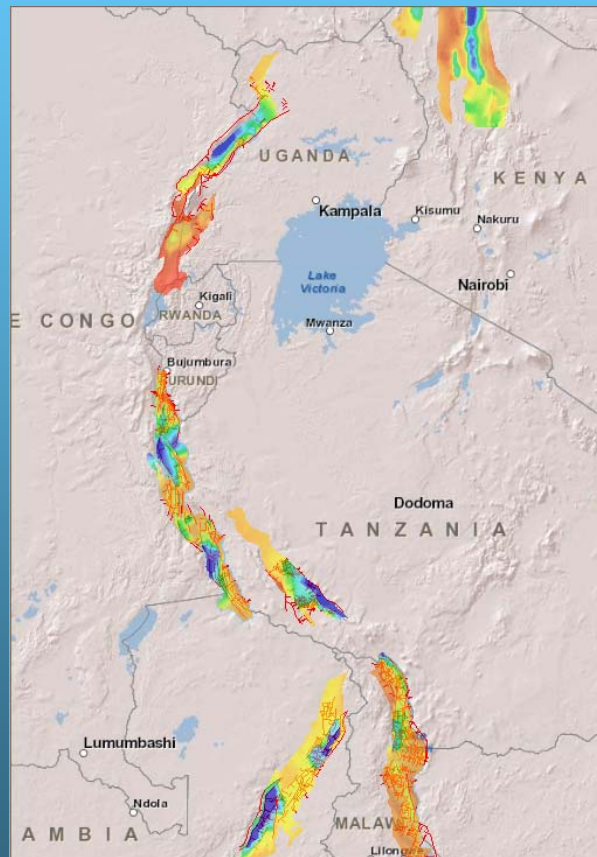 UGANDA
KENYA
Kampala
Kisumu
Nakuru
Lake
Victoria
Nairobi
Kigali
E CONGO
RWANDA
Mwanza
Bujumbura
URUNDI
Dodoma
TANZANIA
Lumumbashi
Ndola
AMBIA
MALAW
Lilongwe